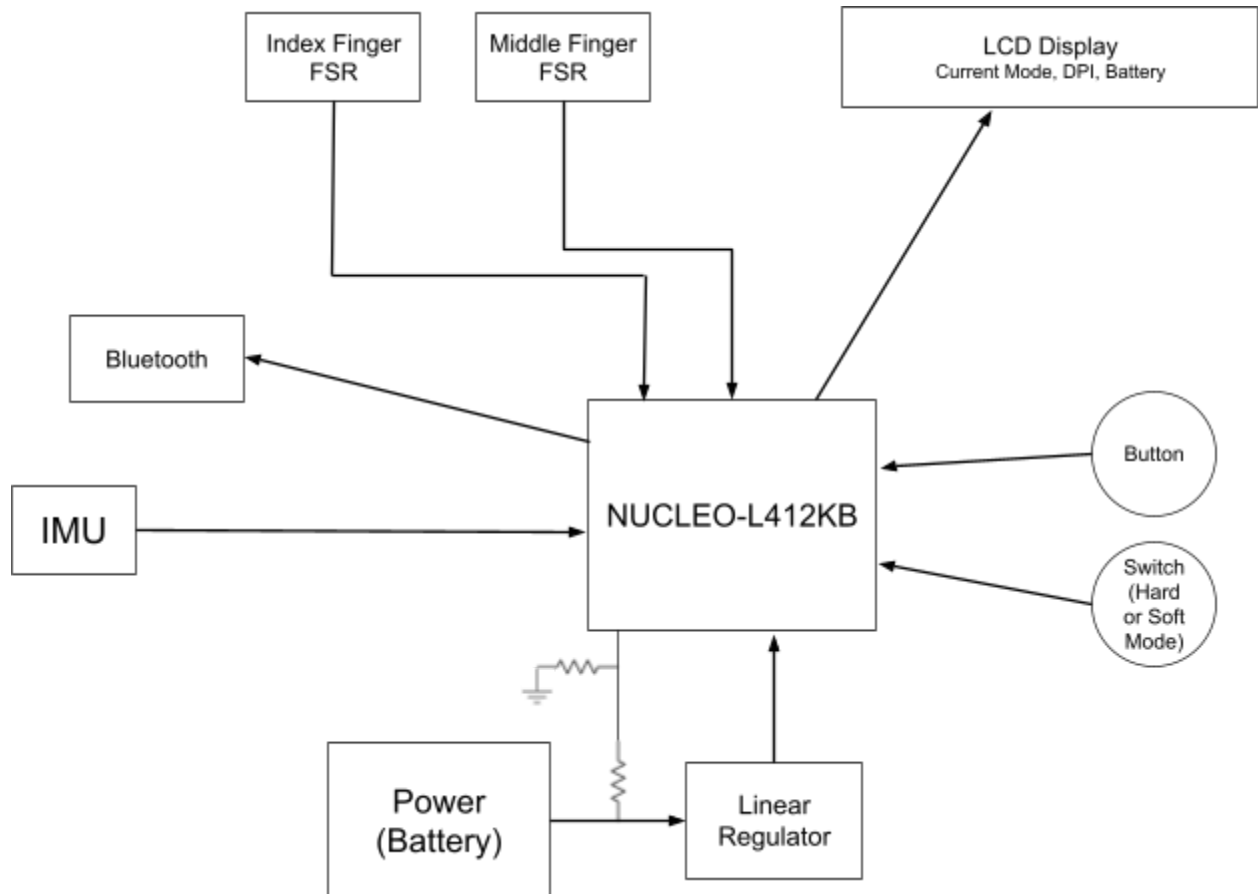 Index Finger
FSR
Middle Finger
FSR
LCD Display
Current Mode, DPI, Battery
Bluetooth
Button
NUCLEO-L412KB
IMU
Switch
(Hard
or Soft
Mode)
Power
(Battery)
Linear
Regulator